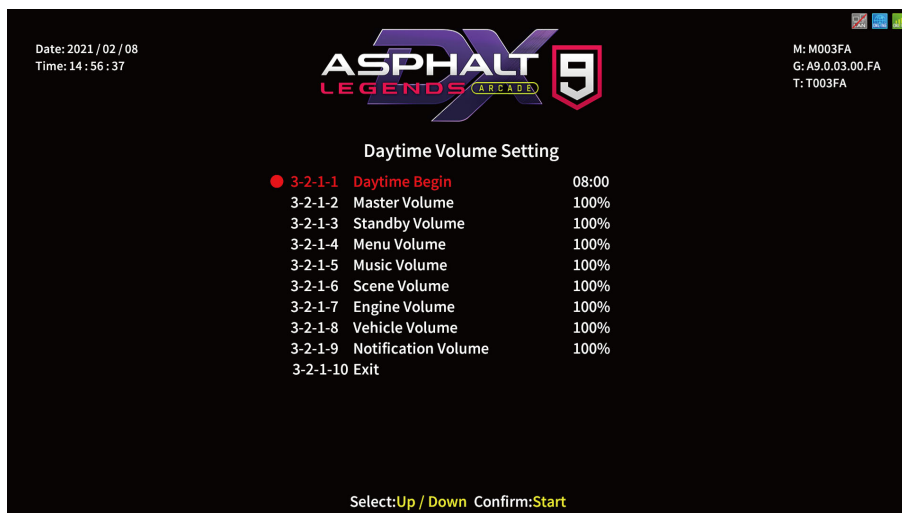 Date: 2021 / 02 / 08
Time: 14 : 56 : 37
DX
ASPHALT 9
LEGENDS ARCADE
M: M003FA
G: A9.0.03.00.FA
T: T003FA
Daytime Volume Setting
3-2-1-1 Daytime Begin 08:00
3-2-1-2 Master Volume 100%
3-2-1-3 Standby Volume 100%
3-2-1-4 Menu Volume 100%
3-2-1-5 Music Volume 100%
3-2-1-6 Scene Volume 100%
3-2-1-7 Engine Volume 100%
3-2-1-8 Vehicle Volume 100%
3-2-1-9 Notification Volume 100%
3-2-1-10 Exit
Select:Up / Down Confirm:Start